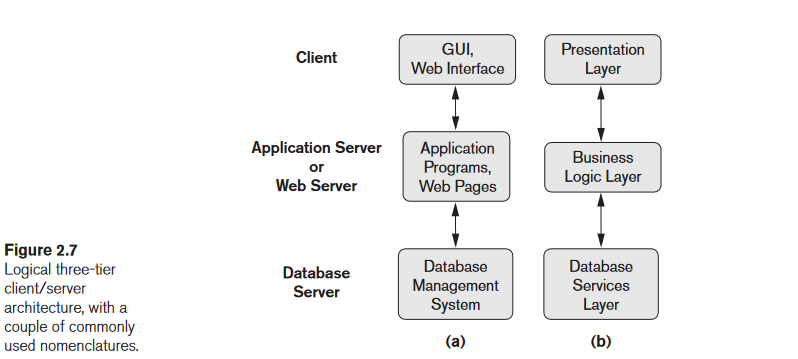 Client
GUI,
Web Interface
Presentation
Layer
Application Server
or
Web Server
Application
Programs,
Web Pages
Business
Logic Layer
Figure 2.7
Logical three-tier
client/server
architecture, with a
couple of commonly
used nomenclatures.
Database
Server
Database
Management
System
Database
Services
Layer
(a)
(b)